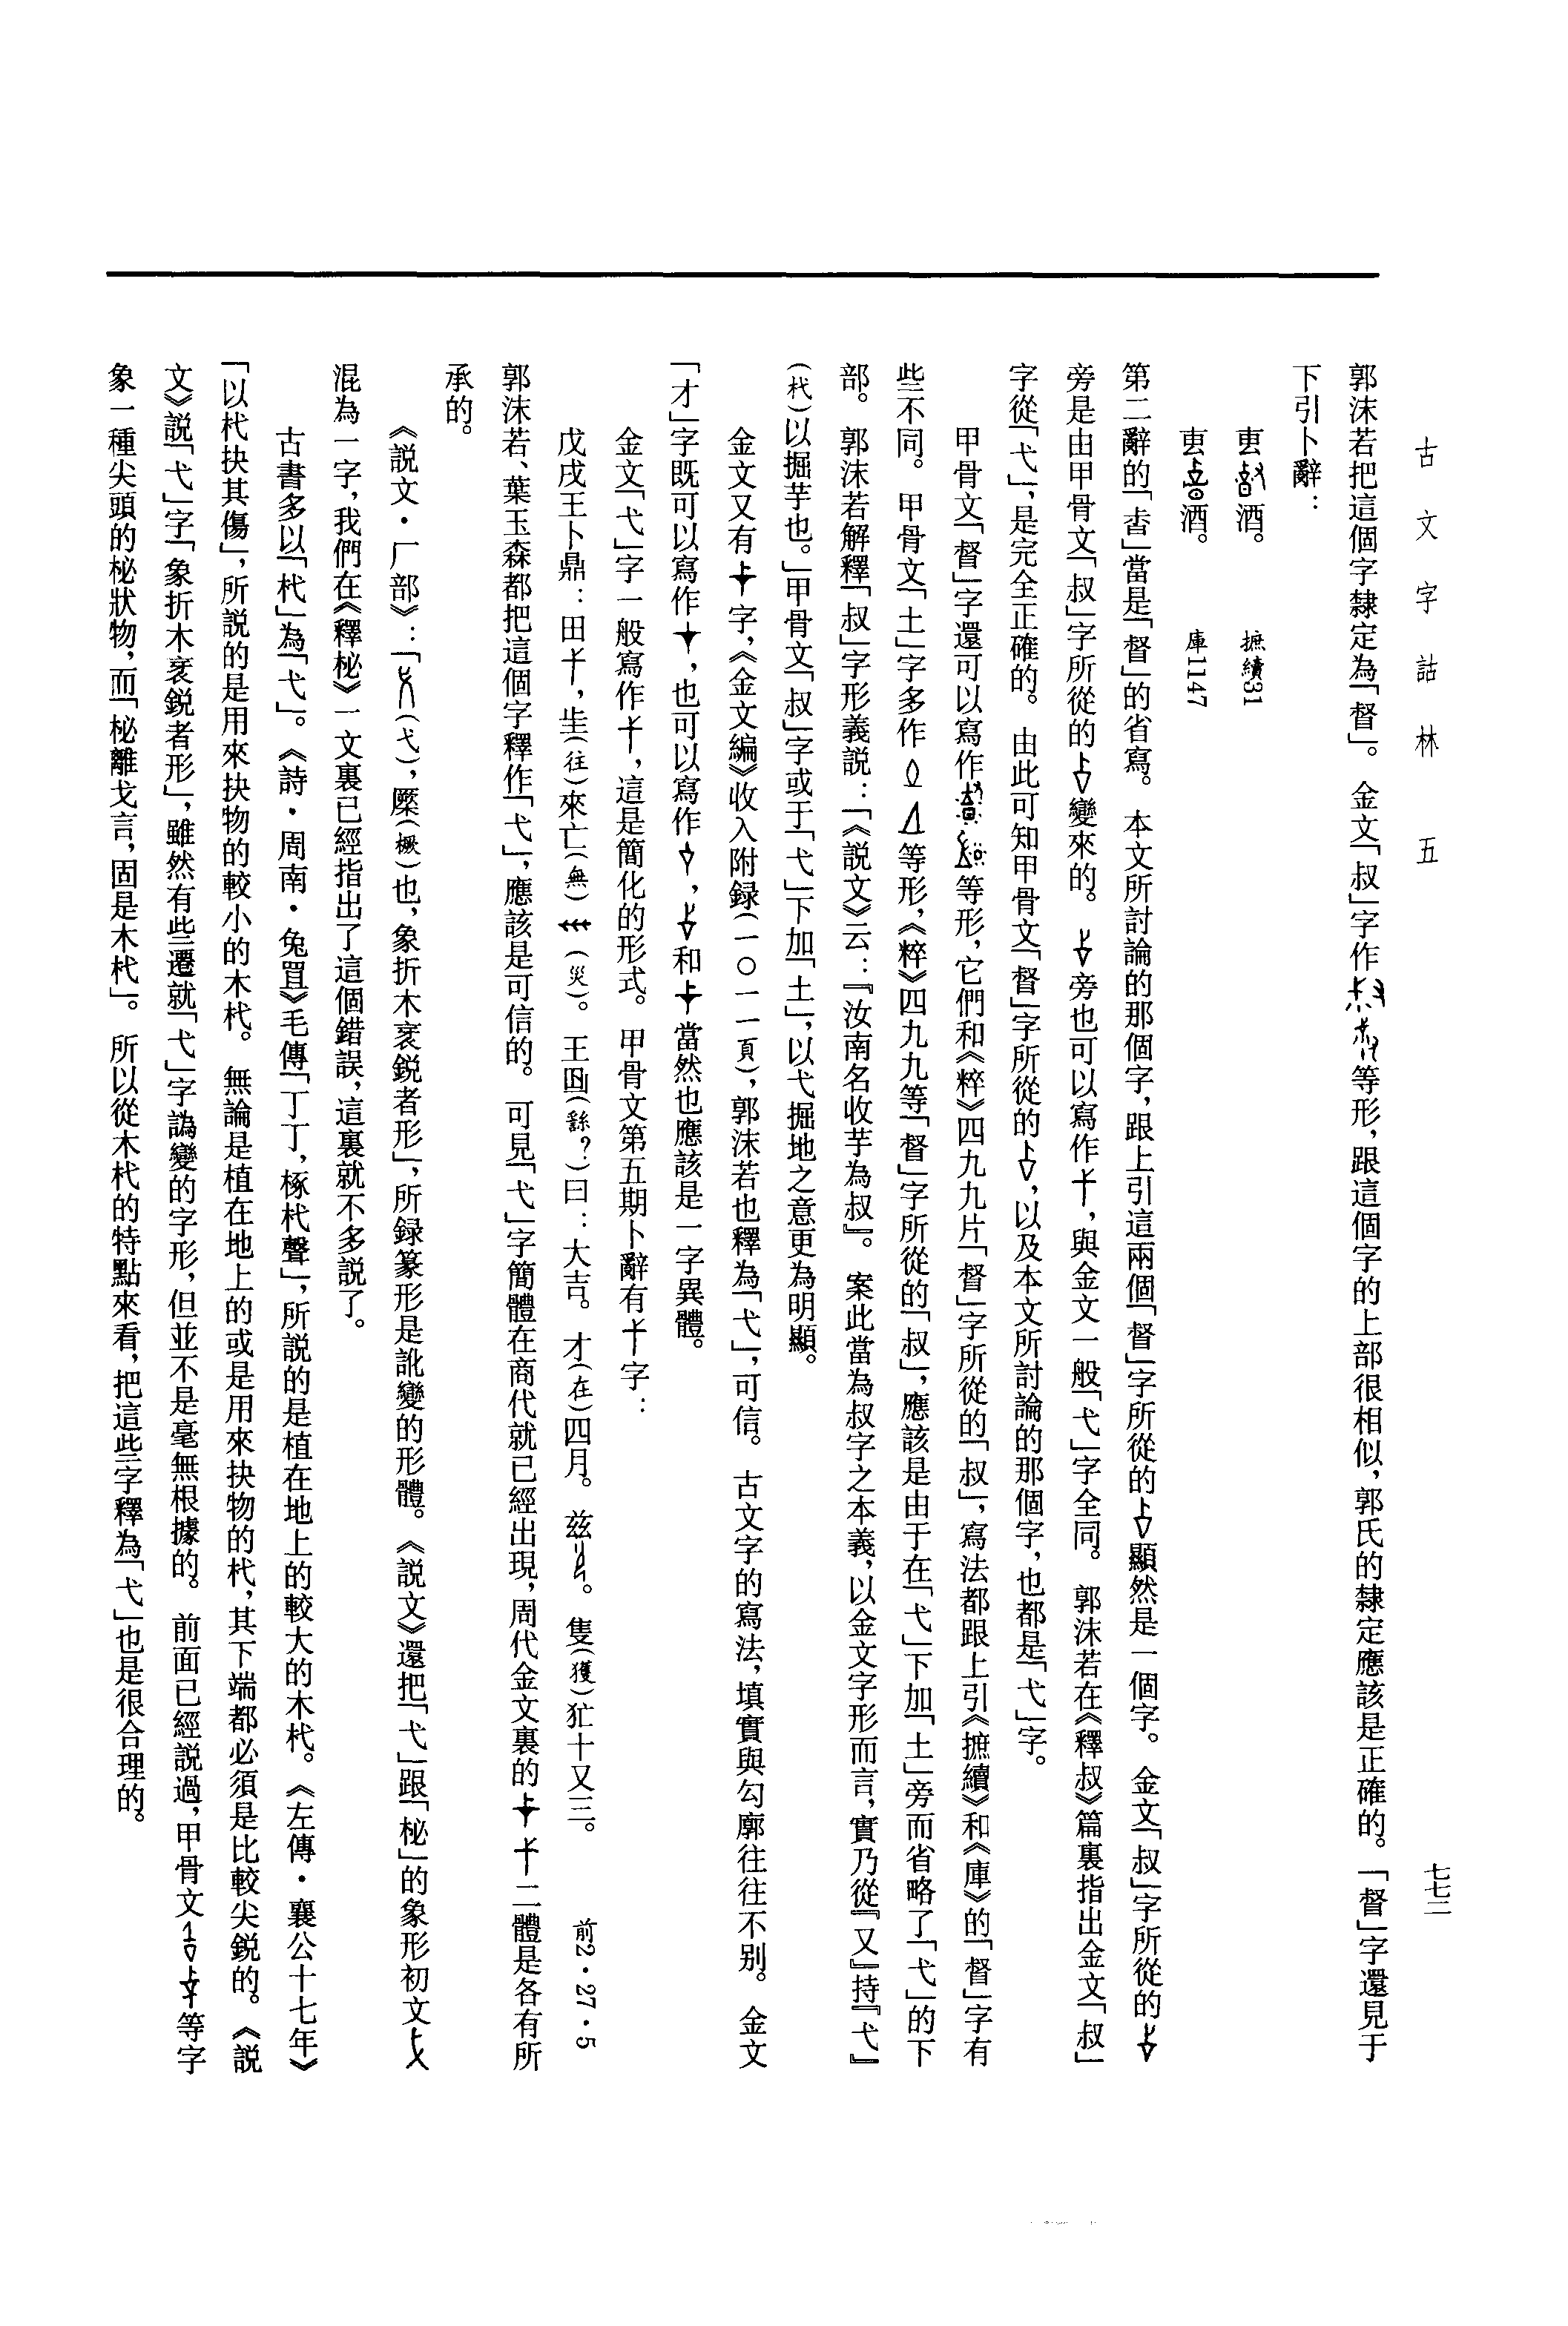 古文字詁林 五
七七二
郭沫若把這個字隸定為「督」。金文「叔」字作等形，跟這個字的上部很相似，郭氏的隸定應該是正確的。「督」字還見于
下引卜辭：
叀酒。 摭續31
叀酒。 庫1147
第二辭的「」當是「督」的省寫。本文所討論的那個字，跟上引這兩個「督」字所從的顯然是一個字。金文「叔」字所從的
旁是由甲骨文「叔」字所從的變來的。旁也可以寫作，與金文一般「弋」字全同。郭沫若在《釋叔》篇裏指出金文「叔」
字從「弋」，是完全正確的。由此可知甲骨文「督」字所從的，以及本文所討論的那個字，也都是「弋」字。
甲骨文「督」字還可以寫作等形，它們和《粹》四九九片「督」字所從的「叔」，寫法都跟上引《摭續》和《庫》的「督」字有
些不同。甲骨文「土」字多作等形，《粹》四九九等「督」字所從的「叔」，應該是由于在「弋」下加「土」旁而省略了「弋」的下
部。郭沫若解釋「叔」字形義說：「《說文》云：『汝南名收芋為叔』。案此當為叔字之本義，以金文字形而言，實乃從『又』持『弋』
（杙）以掘芋也。」甲骨文「叔」字或于「弋」下加「土」，以弋掘地之意更為明顯。
金文又有字，《金文編》收入附録（一〇一一頁），郭沫若也釋為「弋」，可信。古文字的寫法，填實與勾廓往往不別。金文
「才」字既可以寫作，也可以寫作，和當然也應該是一字異體。
金文「弋」字一般寫作，這是簡化的形式。甲骨文第五期卜辭有字：
戊戌王卜鼎：田，㞷（往）來亡（無）（災）。王（繇？）曰：大吉。才（在）四月。兹。隻（獲）犾十又三。 前2·27·5
郭沫若、葉玉森都把這個字釋作「弋」，應該是可信的。可見「弋」字簡體在商代就已經出現，周代金文裏的二體是各有所
承的。
《說文·厂部》：「（弋），橜（橛）也，象折木衺鋭者形」，所録篆形是訛變的形體。《說文》還把「弋」跟「柲」的象形初文
混為一字，我們在《釋柲》一文裏已經指出了這個錯誤，這裏就不多說了。
古書多以「杙」為「弋」。《詩·周南·兔罝》毛傳「丁丁，椓杙聲」，所說的是植在地上的較大的木杙。《左傳·襄公十七年》
「以杙抉其傷」，所說的是用來抉物的較小的木杙。無論是植在地上的或是用來抉物的杙，其下端都必須是比較尖鋭的。《說
文》說「弋」字「象折木衺鋭者形」，雖然有些遷就「弋」字譌變的字形，但並不是毫無根據的。前面已經說過，甲骨文等字
象一種尖頭的柲狀物，而「柲離戈言，固是木杙」。所以從木杙的特點來看，把這些字釋為「弋」也是很合理的。